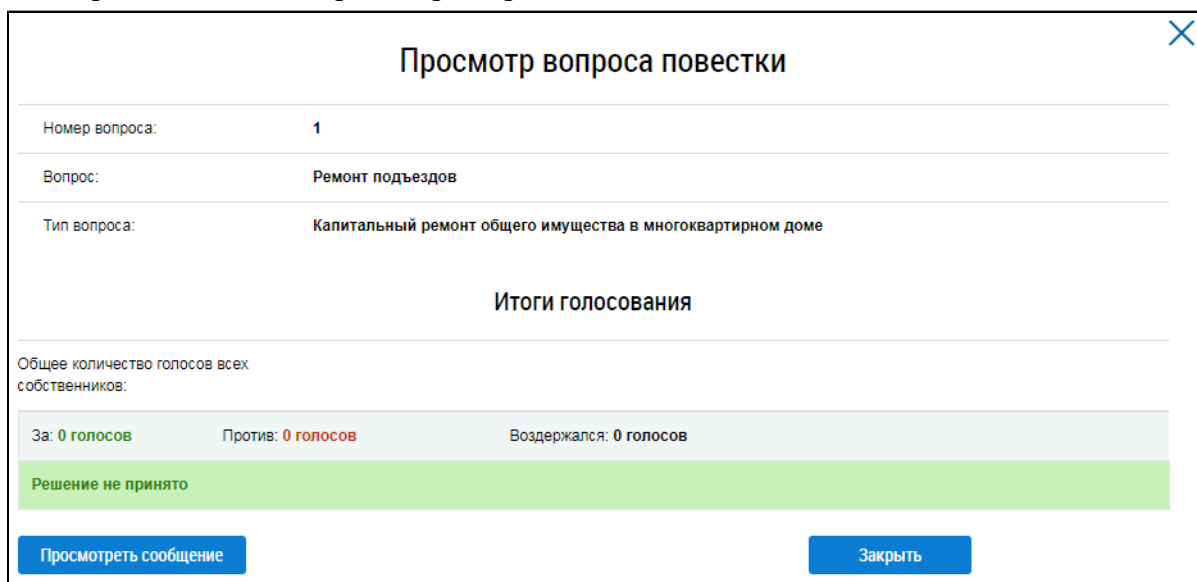 Просмотр вопроса повестки
Номер вопроса: 1
Вопрос: Ремонт подъездов
Тип вопроса: Капитальный ремонт общего имущества в многоквартирном доме
Итоги голосования
Общее количество голосов всех
собственников:
За: 0 голосов Против: 0 голосов Воздержался: 0 голосов
Решение не принято
Просмотреть сообщение Закрыть